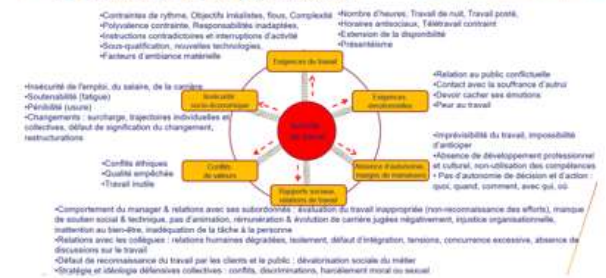 •Contraintes de rythme, Objectifs irréalistes, flous, Complexité
•Polyvalence contrainte, Responsabilités inadaptées,
•Instructions contradictoires et interruptions d'activité
•Sous-qualification, nouvelles technologies,
•Facteurs d'ambiance matérielle
•Nombre d'heures, Travail de nuit, Travail posté,
•Horaires antisociaux, Télétravail contraint
•Extension de la disponibilité
•Présentéisme
Exigences du travail
•Insécurité de l'emploi, du salaire, de la carrière
•Soutenabilité (fatigue)
•Pénibilité (usure)
•Changements : surcharge, trajectoires individuelles et
collectives, défaut de signification du changement,
restructurations
Insécurité
socio-économique
Exigences
émotionnelles
•Relation au public conflictuelle
•Contact avec la souffrance d'autrui
•Devoir cacher ses émotions
•Peur au travail
de travail
•Conflits éthiques
•Qualité empêchée
•Travail inutile
Conflits
de valeurs
Absence d'autonomie,
marges de manœuvre
•Imprévisibilité du travail, impossibilité
d'anticiper
•Absence de développement professionnel
et culturel, non-utilisation des compétences
• Pas d'autonomie de décision et d'action :
quoi, quand, comment, avec qui, où
Rapports sociaux,
relations de travail
•Comportement du manager & relations avec ses subordonnés : évaluation du travail inappropriée (non-reconnaissance des efforts), manque
de soutien social & technique, pas d'animation, rémunération & évolution de carrière jugées négativement, injustice organisationnelle,
inattention au bien-être, inadéquation de la tâche à la personne
•Relations avec les collègues : relations humaines dégradées, isolement, défaut d'intégration, tensions, concurrence excessive, absence de
discussions sur le travail
•Défaut de reconnaissance du travail par les clients et le public : dévalorisation sociale du métier
•Stratégie et idéologie défensives collectives : conflits, discriminations, harcèlement moral ou sexuel